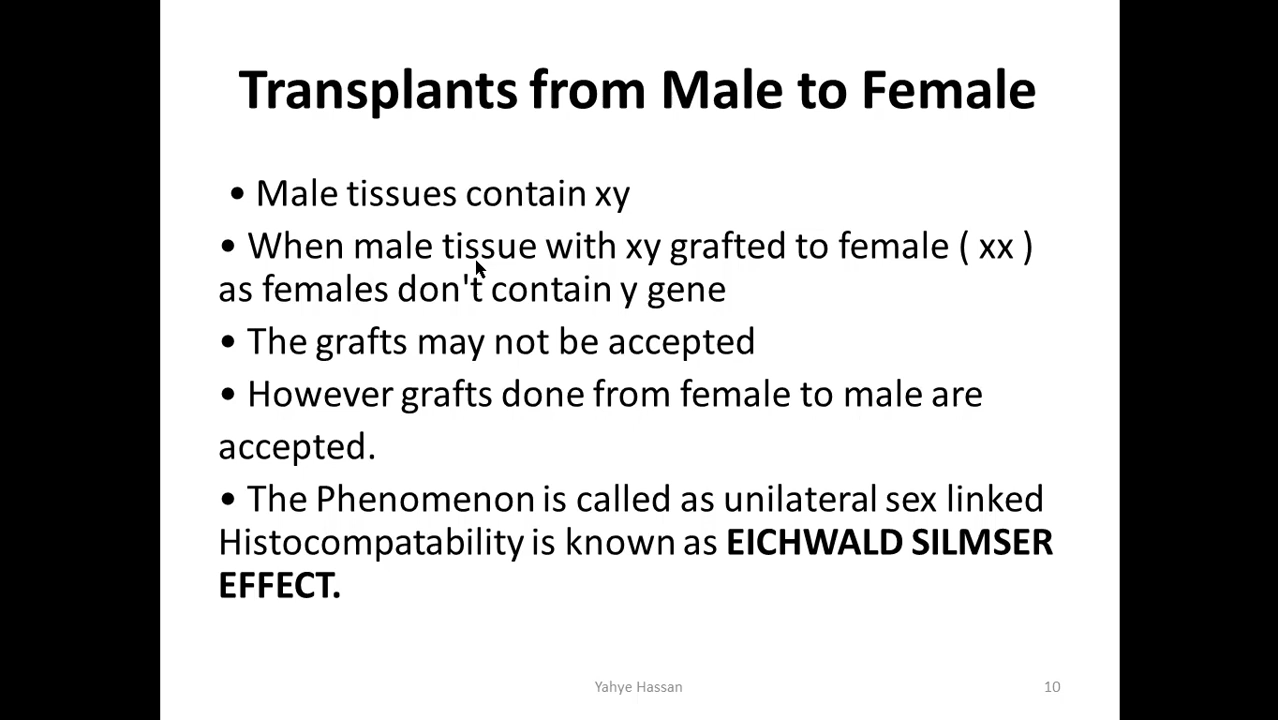 Transplants from Male to Female
• Male tissues contain xy
• When male tissue with xy grafted to female ( xx )
as females don't contain y gene
• The grafts may not be accepted
• However grafts done from female to male are
accepted.
• The Phenomenon is called as unilateral sex linked
Histocompatability is known as EICHWALD SILMSER
EFFECT.
Yahye Hassan
10